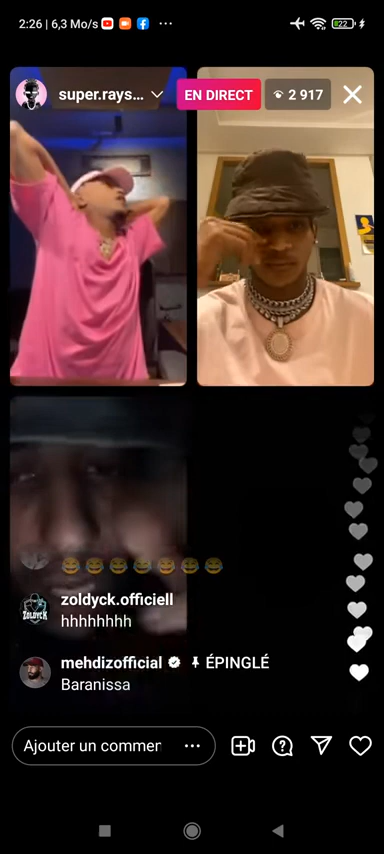 2:26 | 6,3 Mo/s ...
22
super.rays...
EN DIRECT
2 917
😂😂😂😂😂😂😂
zoldyck.officiell
ZOLDYCK
hhhhhhhh
mehdizofficial
ÉPINGLÉ
Baranissa
Ajouter un commen